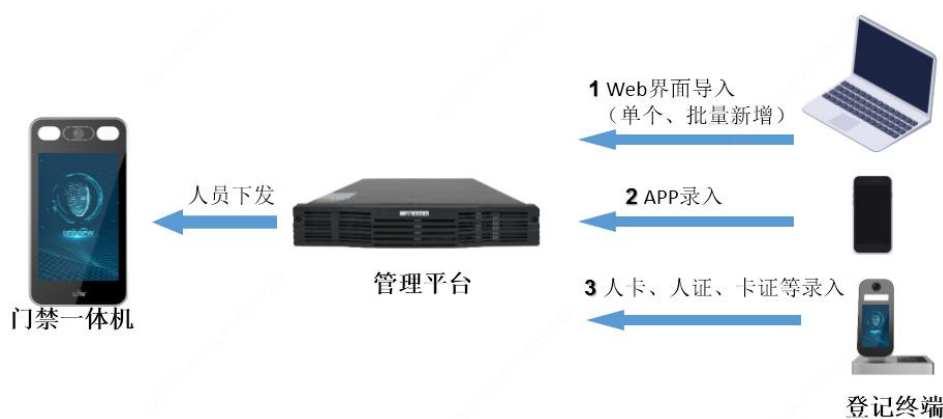 1 Web界面导入
（单个、批量新增）
人员下发
2 APP录入
管理平台
3 人卡、人证、卡证等录入
门禁一体机
登记终端